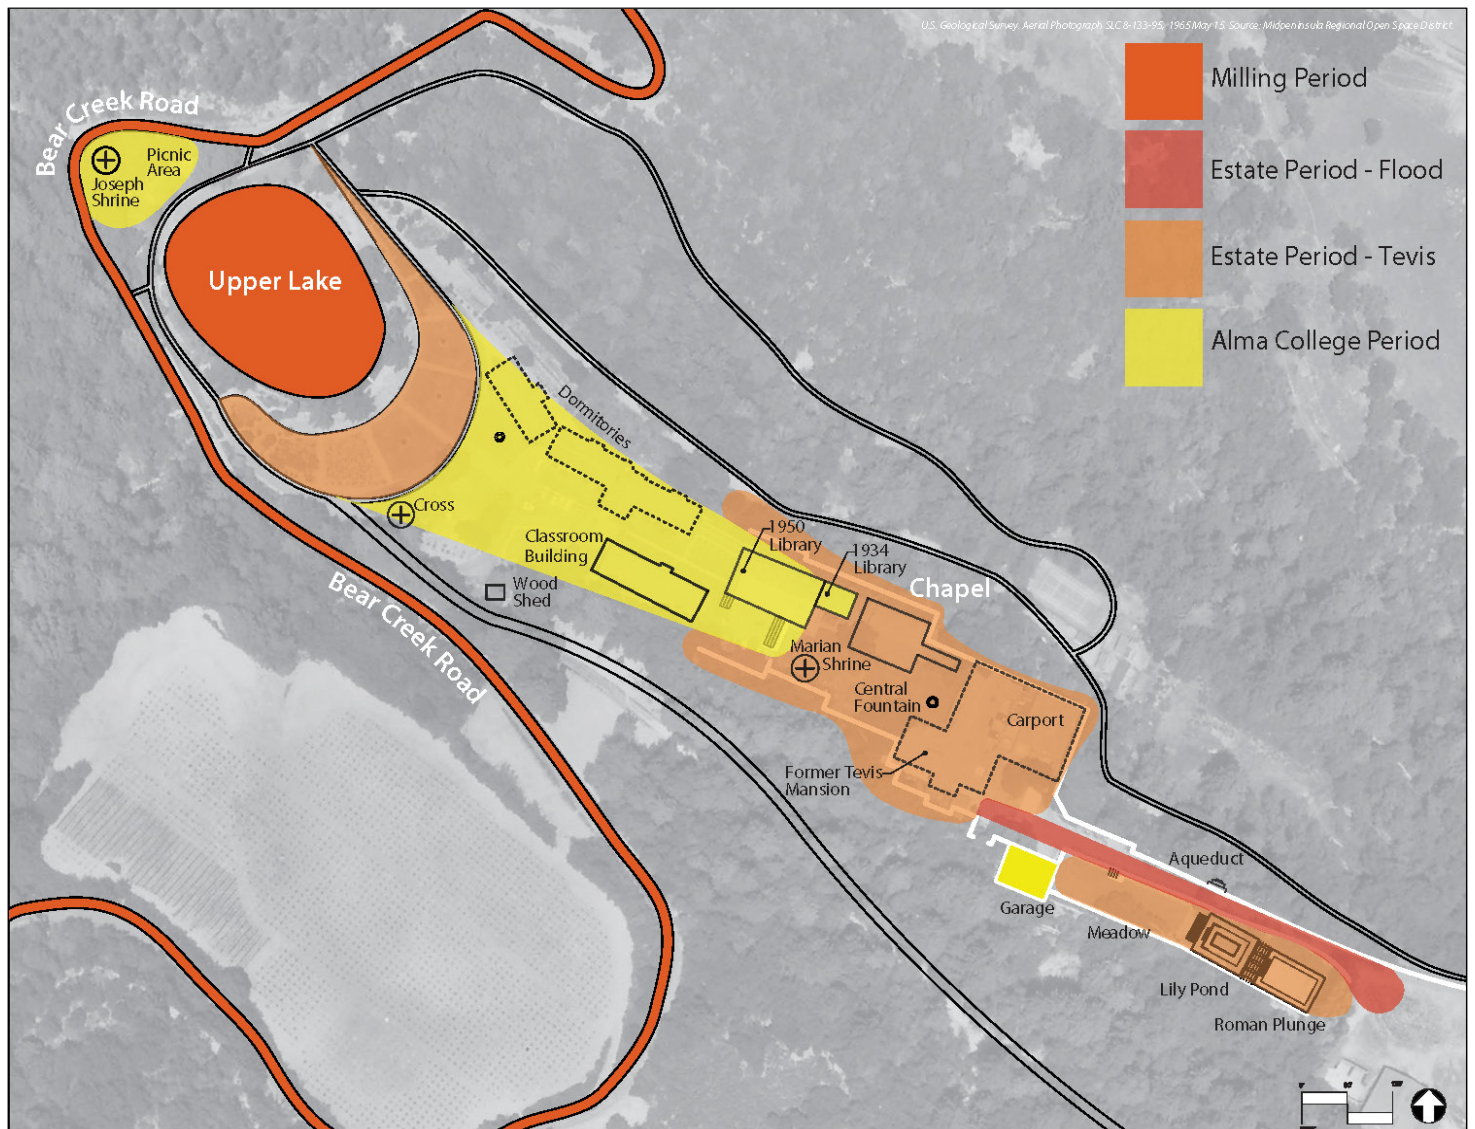 U.S. Geological Survey. Aerial Photograph SLC 8-133-95, 1965 May 15. Source: Midpeninsula Regional Open Space District.
Milling Period
Estate Period - Flood
Estate Period - Tevis
Alma College Period
Bear Creek Road
Picnic
Area
Joseph
Shrine
Upper Lake
Dormitories
Cross
Classroom
Building
1950
Library
1934
Library
Wood
Shed
Chapel
Bear Creek Road
Marian
Shrine
Central
Fountain
Carport
Former Tevis
Mansion
Aqueduct
Garage
Meadow
Lily Pond
Roman Plunge